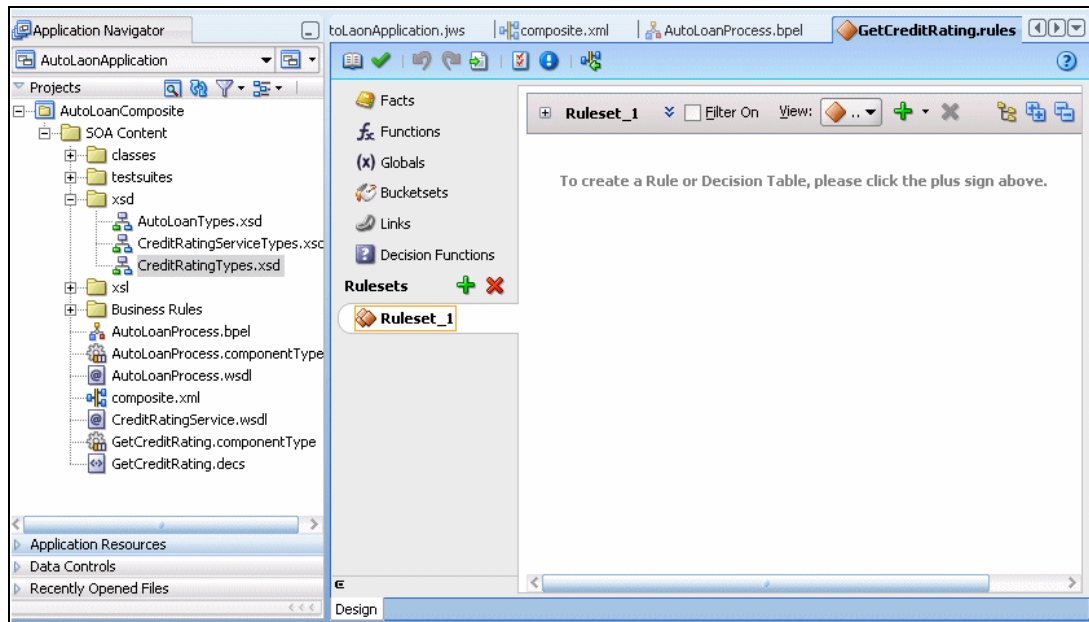 Application Navigator
AutoLaonApplication
Projects
AutoLoanComposite
SOA Content
classes
testsuites
xsd
AutoLoanTypes.xsd
CreditRatingServiceTypes.xsd
CreditRatingTypes.xsd
xsl
Business Rules
AutoLoanProcess.bpel
AutoLoanProcess.componentType
AutoLoanProcess.wsdl
composite.xml
CreditRatingService.wsdl
GetCreditRating.componentType
GetCreditRating.decs
Application Resources
Data Controls
Recently Opened Files
toLaonApplication.jws composite.xml AutoLoanProcess.bpel GetCreditRating.rules
Facts
Functions
Globals
Bucketsets
Links
Decision Functions
Rulesets
Ruleset_1
Ruleset_1 Filter On View: ..
To create a Rule or Decision Table, please click the plus sign above.
Design